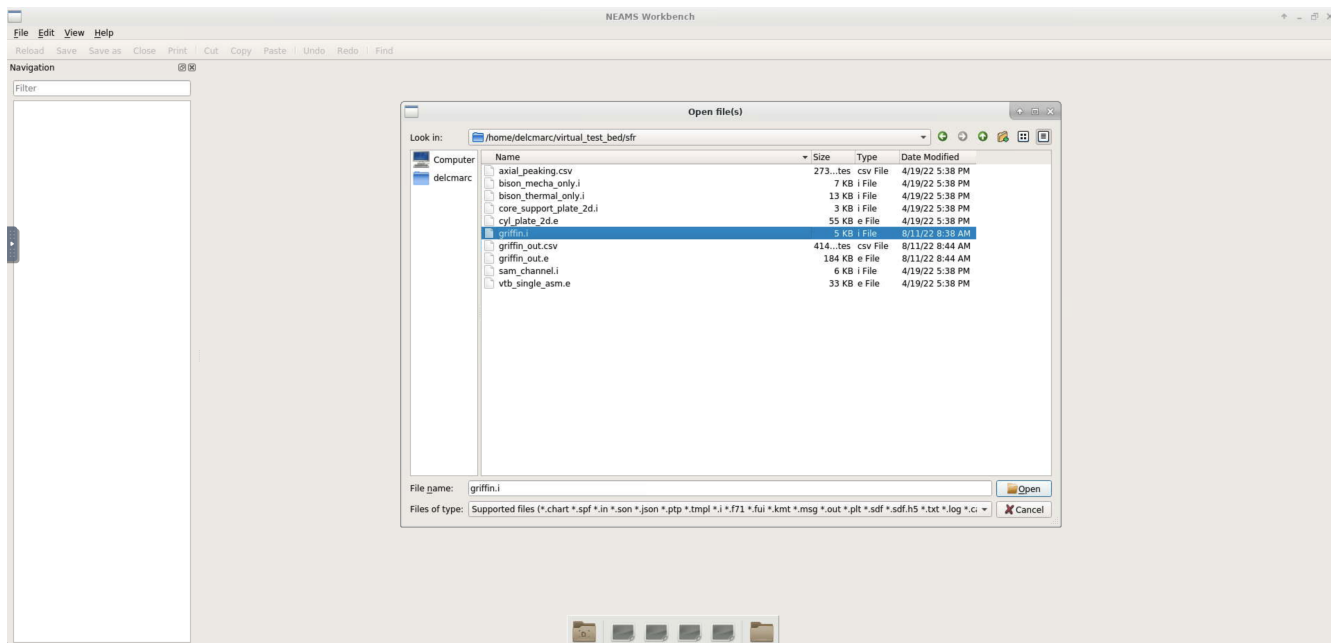 NEAMS Workbench
File Edit View Help
Reload Save Save as Close Print Cut Copy Paste Undo Redo Find
Navigation
Filter
Open file(s)
Look in: /home/delcmarc/virtual_test_bed/sfr
Computer
delcmarc
Name Size Type Date Modified
axial_peaking.csv 273...tes csv File 4/19/22 5:38 PM
bison_mecha_only.i 7 KB i File 4/19/22 5:38 PM
bison_thermal_only.i 13 KB i File 4/19/22 5:38 PM
core_support_plate_2d.i 3 KB i File 4/19/22 5:38 PM
cyl_plate_2d.e 55 KB e File 4/19/22 5:38 PM
griffin.i 5 KB i File 8/11/22 8:38 AM
griffin_out.csv 414...tes csv File 8/11/22 8:44 AM
griffin_out.e 184 KB e File 8/11/22 8:44 AM
sam_channel.i 6 KB i File 4/19/22 5:38 PM
vtb_single_asm.e 33 KB e File 4/19/22 5:38 PM
File name: griffin.i Open
Files of type: Supported files (*.chart *.spf *.in *.son *.json *.ptp *.tmpl *.i *.f71 *.fui *.kmt *.msg *.out *.plt *.sdf *.sdf.h5 *.txt *.log Cancel